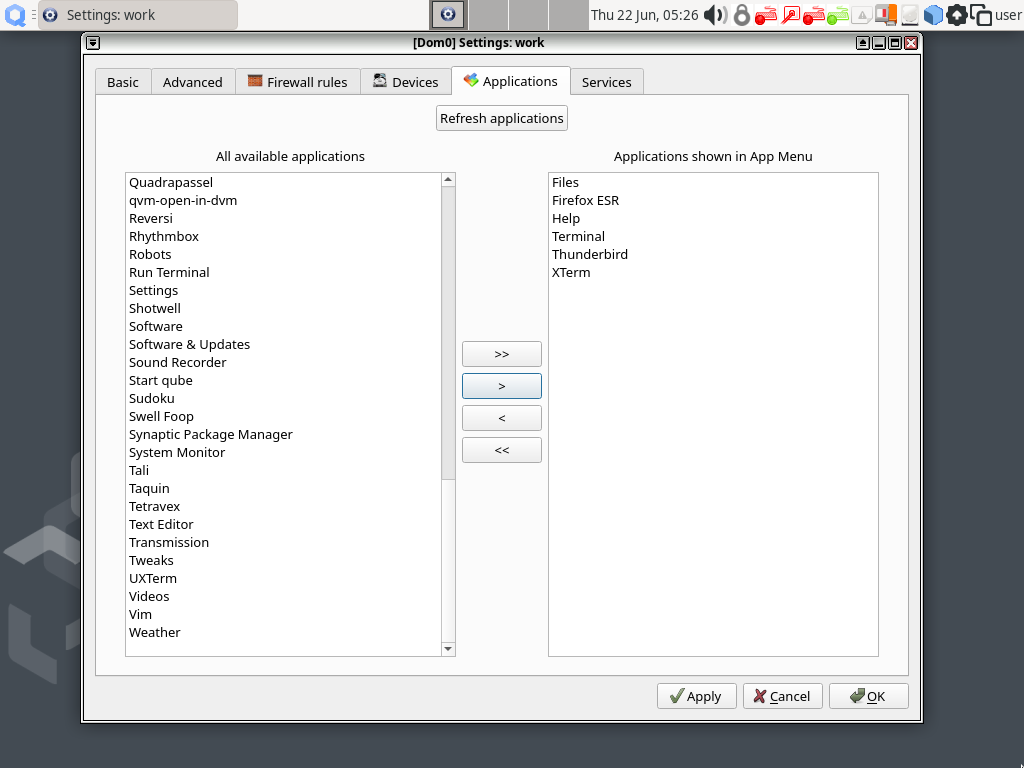 Settings: work
Thu 22 Jun, 05:26
user
[Dom0] Settings: work
Basic
Advanced
Firewall rules
Devices
Applications
Services
Refresh applications
All available applications
Applications shown in App Menu
Quadrapassel
qvm-open-in-dvm
Reversi
Rhythmbox
Robots
Run Terminal
Settings
Shotwell
Software
Software & Updates
Sound Recorder
Start qube
Sudoku
Swell Foop
Synaptic Package Manager
System Monitor
Tali
Taquin
Tetravex
Text Editor
Transmission
Tweaks
UXTerm
Videos
Vim
Weather
>>
>
<
<<
Files
Firefox ESR
Help
Terminal
Thunderbird
XTerm
Apply
Cancel
OK